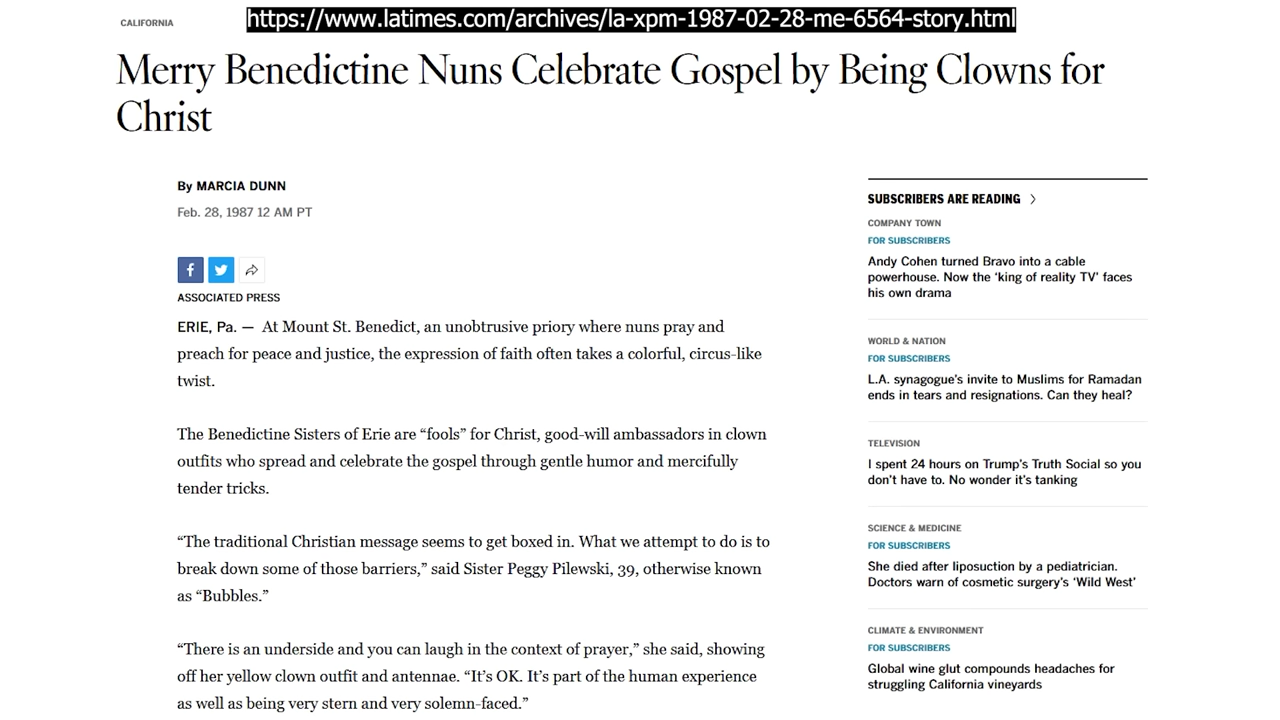 CALIFORNIA
https://www.latimes.com/archives/la-xpm-1987-02-28-me-6564-story.html
Merry Benedictine Nuns Celebrate Gospel by Being Clowns for
Christ
By MARCIA DUNN
Feb. 28, 1987 12 AM PT
ASSOCIATED PRESS
ERIE, Pa. — At Mount St. Benedict, an unobtrusive priory where nuns pray and
preach for peace and justice, the expression of faith often takes a colorful, circus-like
twist.
The Benedictine Sisters of Erie are “fools” for Christ, good-will ambassadors in clown
outfits who spread and celebrate the gospel through gentle humor and mercifully
tender tricks.
“The traditional Christian message seems to get boxed in. What we attempt to do is to
break down some of those barriers,” said Sister Peggy Pilewski, 39, otherwise known
as “Bubbles.”
“There is an underside and you can laugh in the context of prayer,” she said, showing
off her yellow clown outfit and antennae. “It’s OK. It’s part of the human experience
as well as being very stern and very solemn-faced.”
SUBSCRIBERS ARE READING >
COMPANY TOWN
FOR SUBSCRIBERS
Andy Cohen turned Bravo into a cable
powerhouse. Now the ‘king of reality TV’ faces
his own drama
WORLD & NATION
FOR SUBSCRIBERS
L.A. synagogue’s invite to Muslims for Ramadan
ends in tears and resignations. Can they heal?
TELEVISION
I spent 24 hours on Trump’s Truth Social so you
don’t have to. No wonder it’s tanking
SCIENCE & MEDICINE
FOR SUBSCRIBERS
She died after liposuction by a pediatrician.
Doctors warn of cosmetic surgery’s ‘Wild West’
CLIMATE & ENVIRONMENT
FOR SUBSCRIBERS
Global wine glut compounds headaches for
struggling California vineyards